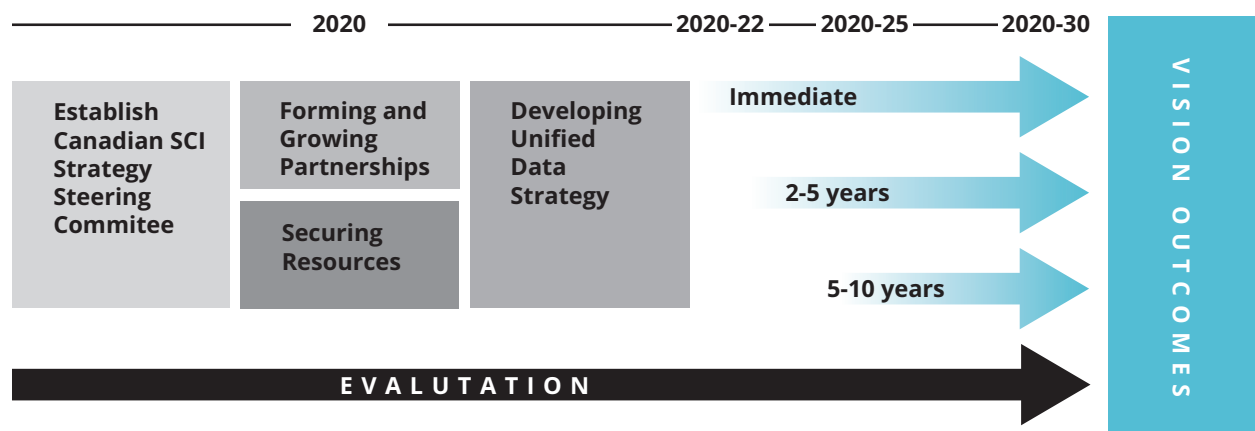 2020
2020-22
2020-25
2020-30
Establish
Canadian SCI
Strategy
Steering
Commitee
Forming and
Growing
Partnerships
Securing
Resources
Developing
Unified
Data
Strategy
Immediate
2-5 years
5-10 years
EVALUTATION
VISION OUTCOMES